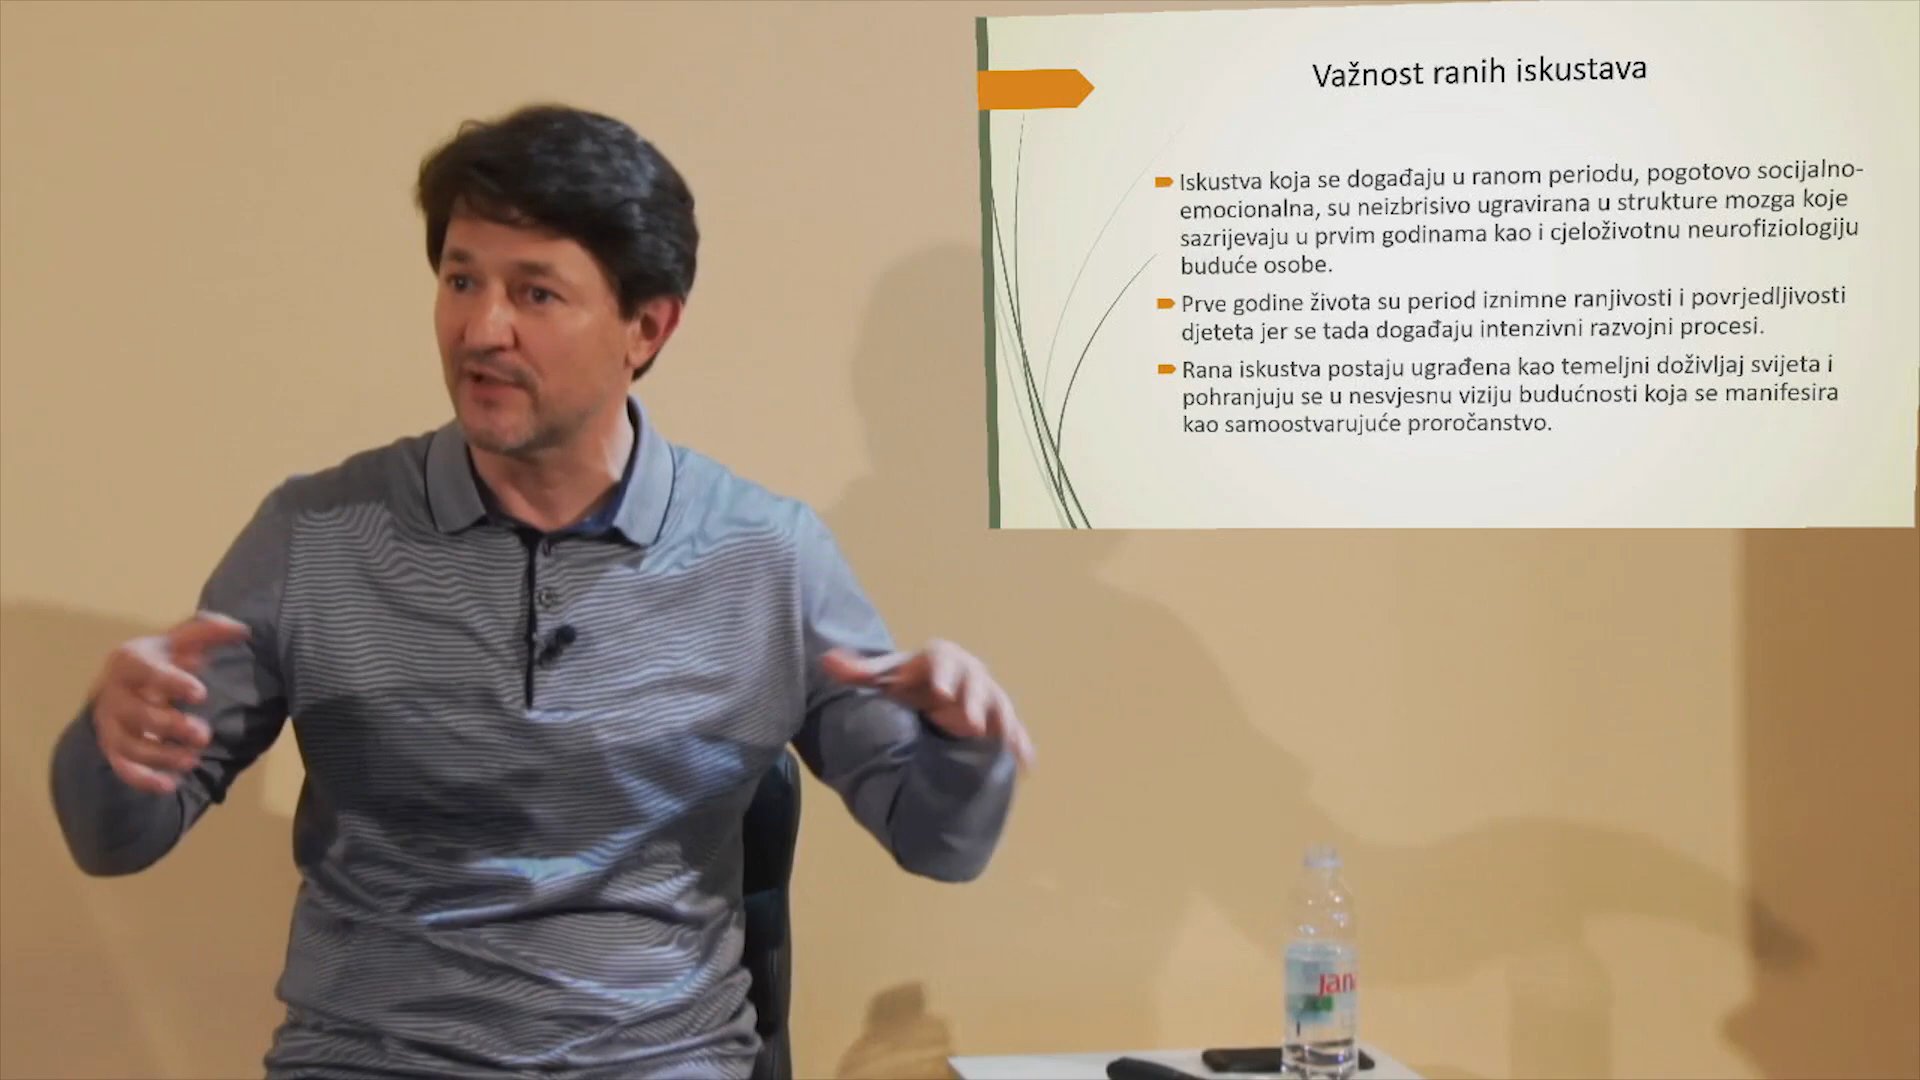 Važnost ranih iskustava
Iskustva koja se događaju u ranom periodu, pogotovo socijalno-
emocionalna, su neizbrisivo ugravirana u strukture mozga koje
sazrijevaju u prvim godinama kao i cjeloživotnu neurofiziologiju
buduće osobe.
Prve godine života su period iznimne ranjivosti i povrjedljivosti
djeteta jer se tada događaju intenzivni razvojni procesi.
Rana iskustva postaju ugrađena kao temeljni doživljaj svijeta i
pohranjuju se u nesvjesnu viziju budućnosti koja se manifesira
kao samoostvarujuće proročanstvo.